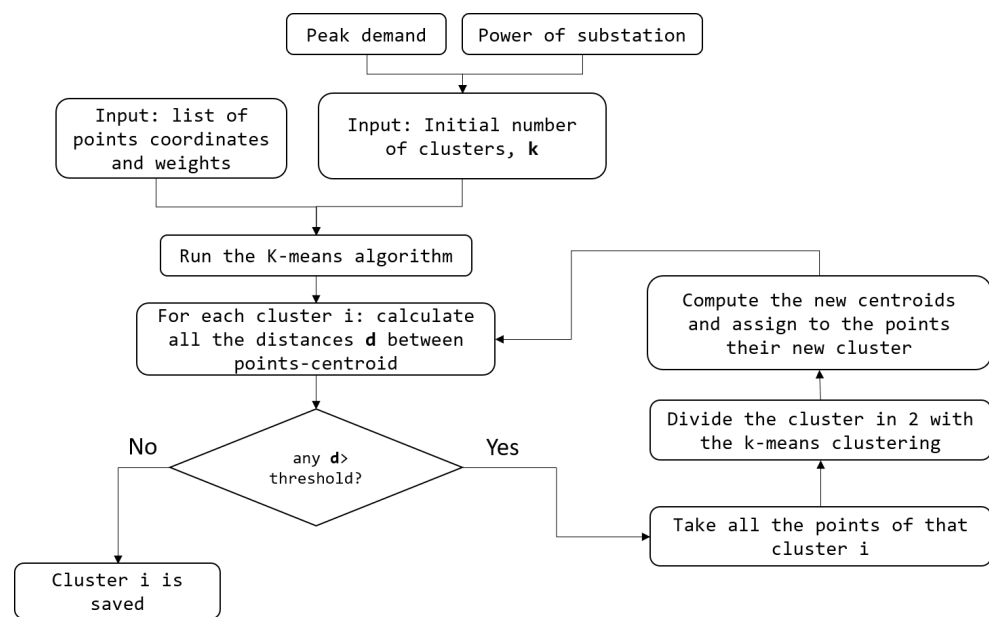 Peak demand
Power of substation
Input: list of
points coordinates
and weights
Input: Initial number
of clusters, k
Run the K-means algorithm
For each cluster i: calculate
all the distances d between
points-centroid
Compute the new centroids
and assign to the points
their new cluster
Divide the cluster in 2 with
the k-means clustering
No
Yes
any d>
threshold?
Take all the points of that
cluster i
Cluster i is
saved